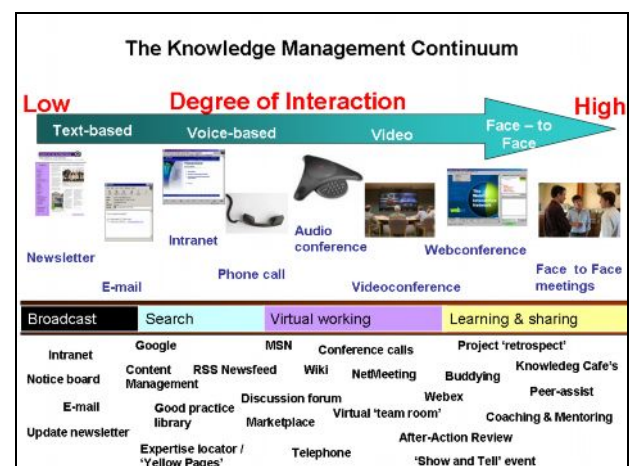 The Knowledge Management Continuum
Low
Degree of Interaction
High
Text-based
Voice-based
Video
Face – to
Face
Newsletter
E-mail
Intranet
Phone call
Audio
conference
Videoconference
Webconference
Face to Face
meetings
Broadcast
Search
Virtual working
Learning & sharing
Intranet
Notice board
E-mail
Update newsletter
Google
Content
Management
RSS Newsfeed
Good practice
library
Expertise locator /
‘Yellow Pages’
MSN
Conference calls
Wiki
NetMeeting
Discussion forum
Marketplace
Virtual ‘team room’
Telephone
Project ‘retrospect’
Buddying
Knowledeg Cafe's
Webex
Peer-assist
Coaching & Mentoring
After-Action Review
‘Show and Tell’ event